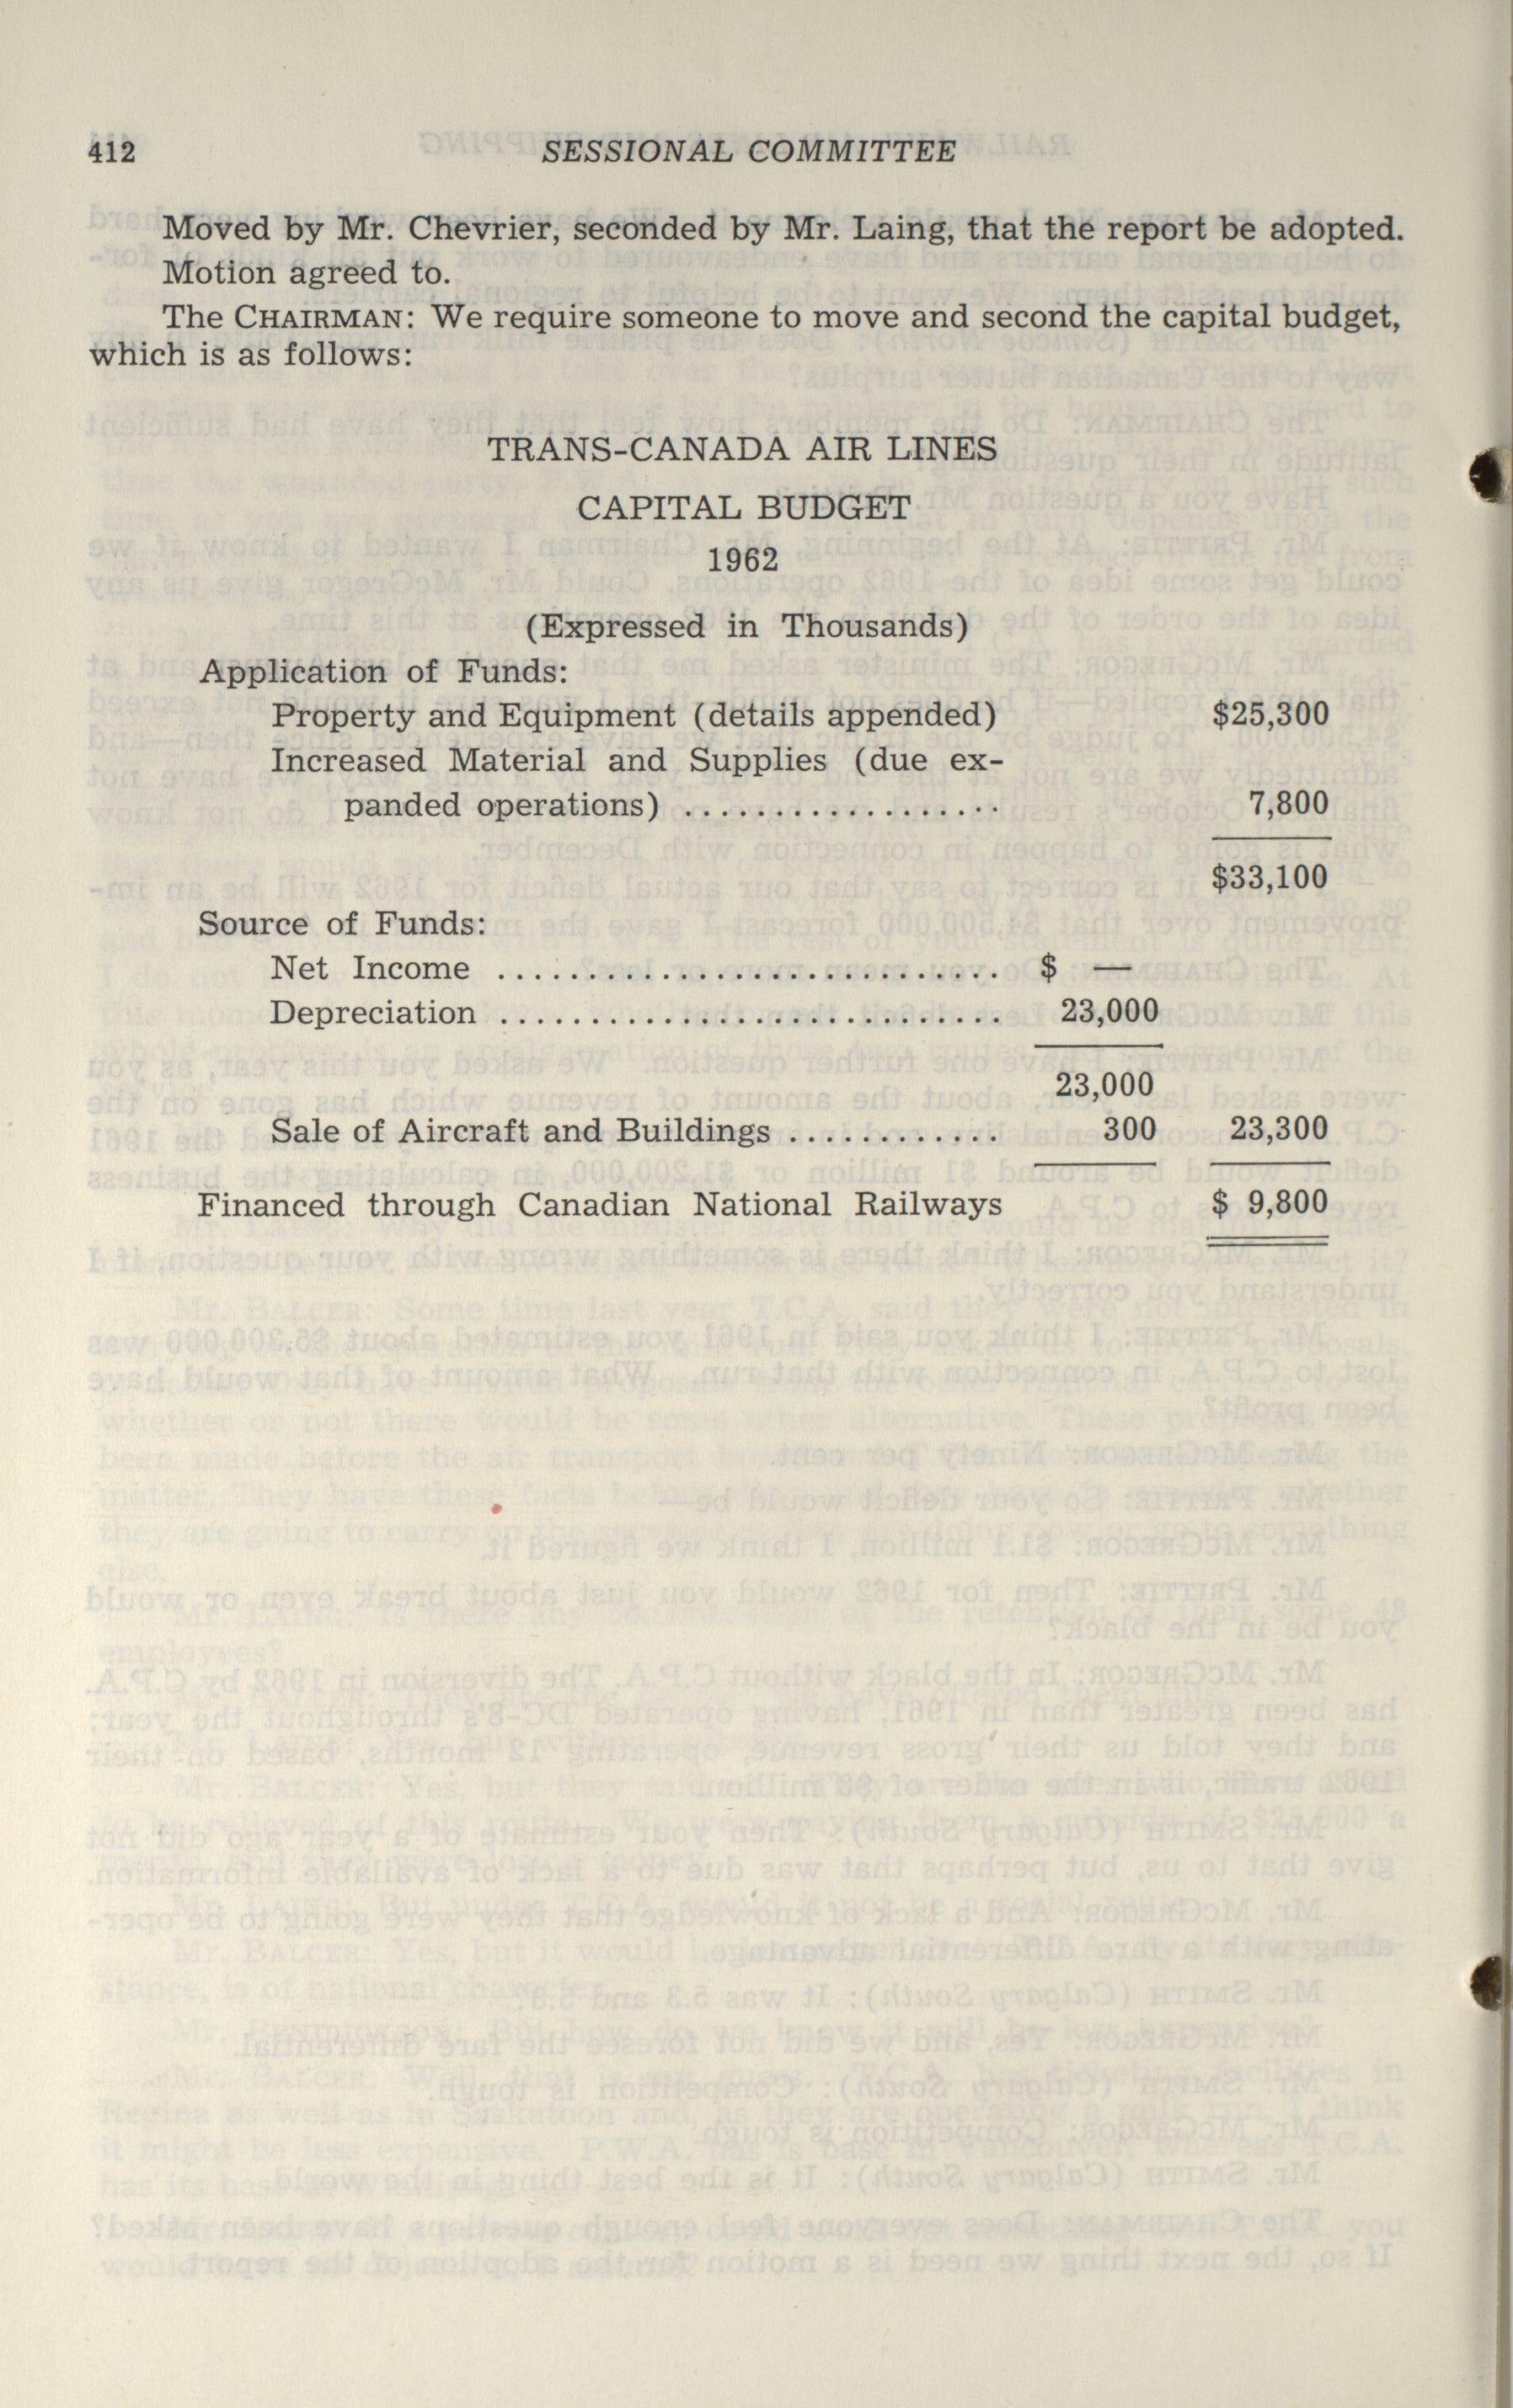 412 SESSIONAL COMMITTEE
Moved by Mr. Chevrier, seconded by Mr. Laing, that the report be adopted.
Motion agreed to.
The CHAIRMAN: We require someone to move and second the capital budget,
which is as follows:
TRANS-CANADA AIR LINES
CAPITAL BUDGET
1962
(Expressed in Thousands)
Application of Funds:
Property and Equipment (details appended) $25,300
Increased Material and Supplies (due ex-
panded operations) .................. 7,800
$33,100
Source of Funds:
Net Income ............................ $ —
Depreciation ............................ 23,000
23,000
Sale of Aircraft and Buildings ............ 300 23,300
Financed through Canadian National Railways $ 9,800